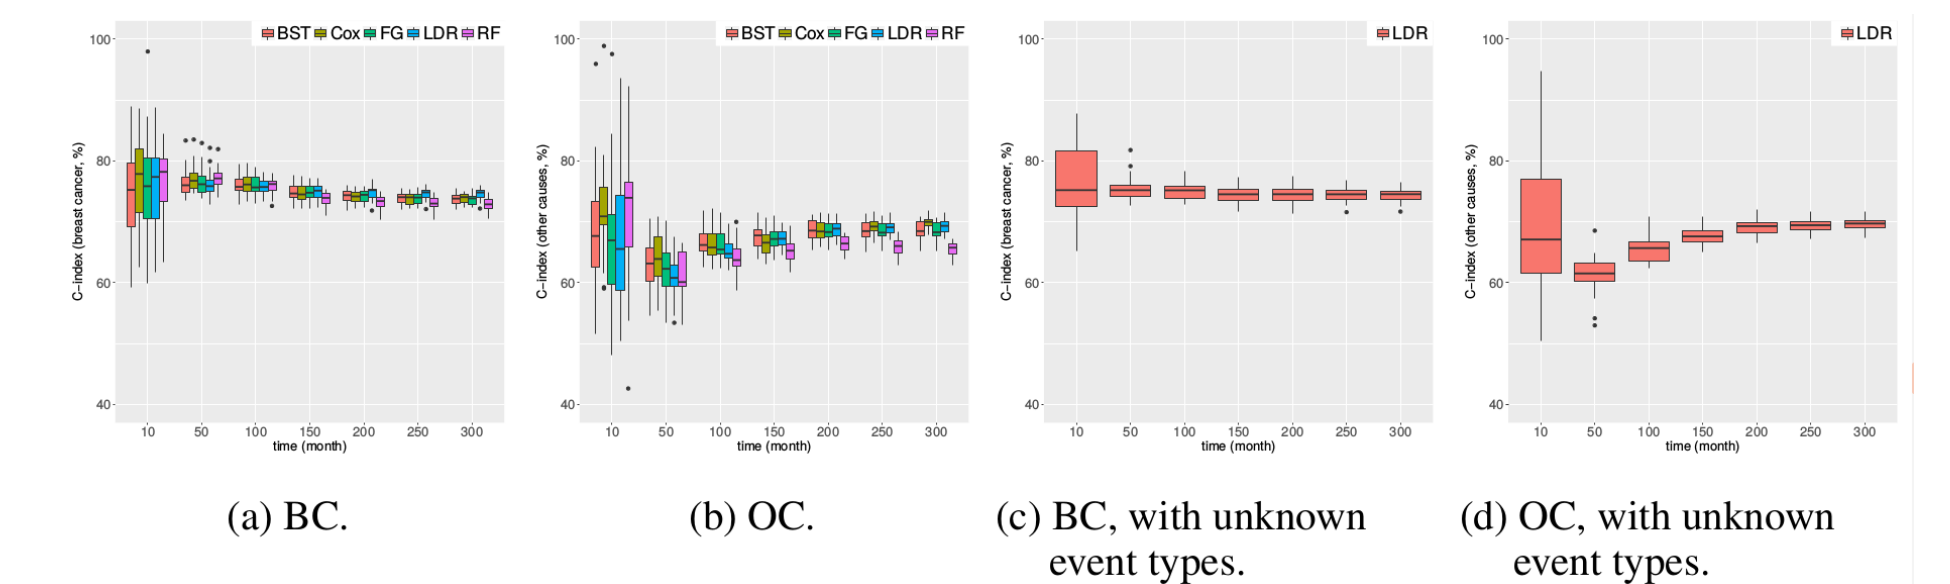 BST Cox FG LDR RF
100
80
60
40
C-index (breast cancer, %)
10 50 100 150 200 250 300
time (month)
(a) BC.
BST Cox FG LDR RF
100
80
60
40
C-index (other causes, %)
10 50 100 150 200 250 300
time (month)
(b) OC.
LDR
100
80
60
40
C-index (breast cancer, %)
10 50 100 150 200 250 300
time (month)
(c) BC, with unknown
event types.
LDR
100
80
60
40
C-index (other causes, %)
10 50 100 150 200 250 300
time (month)
(d) OC, with unknown
event types.